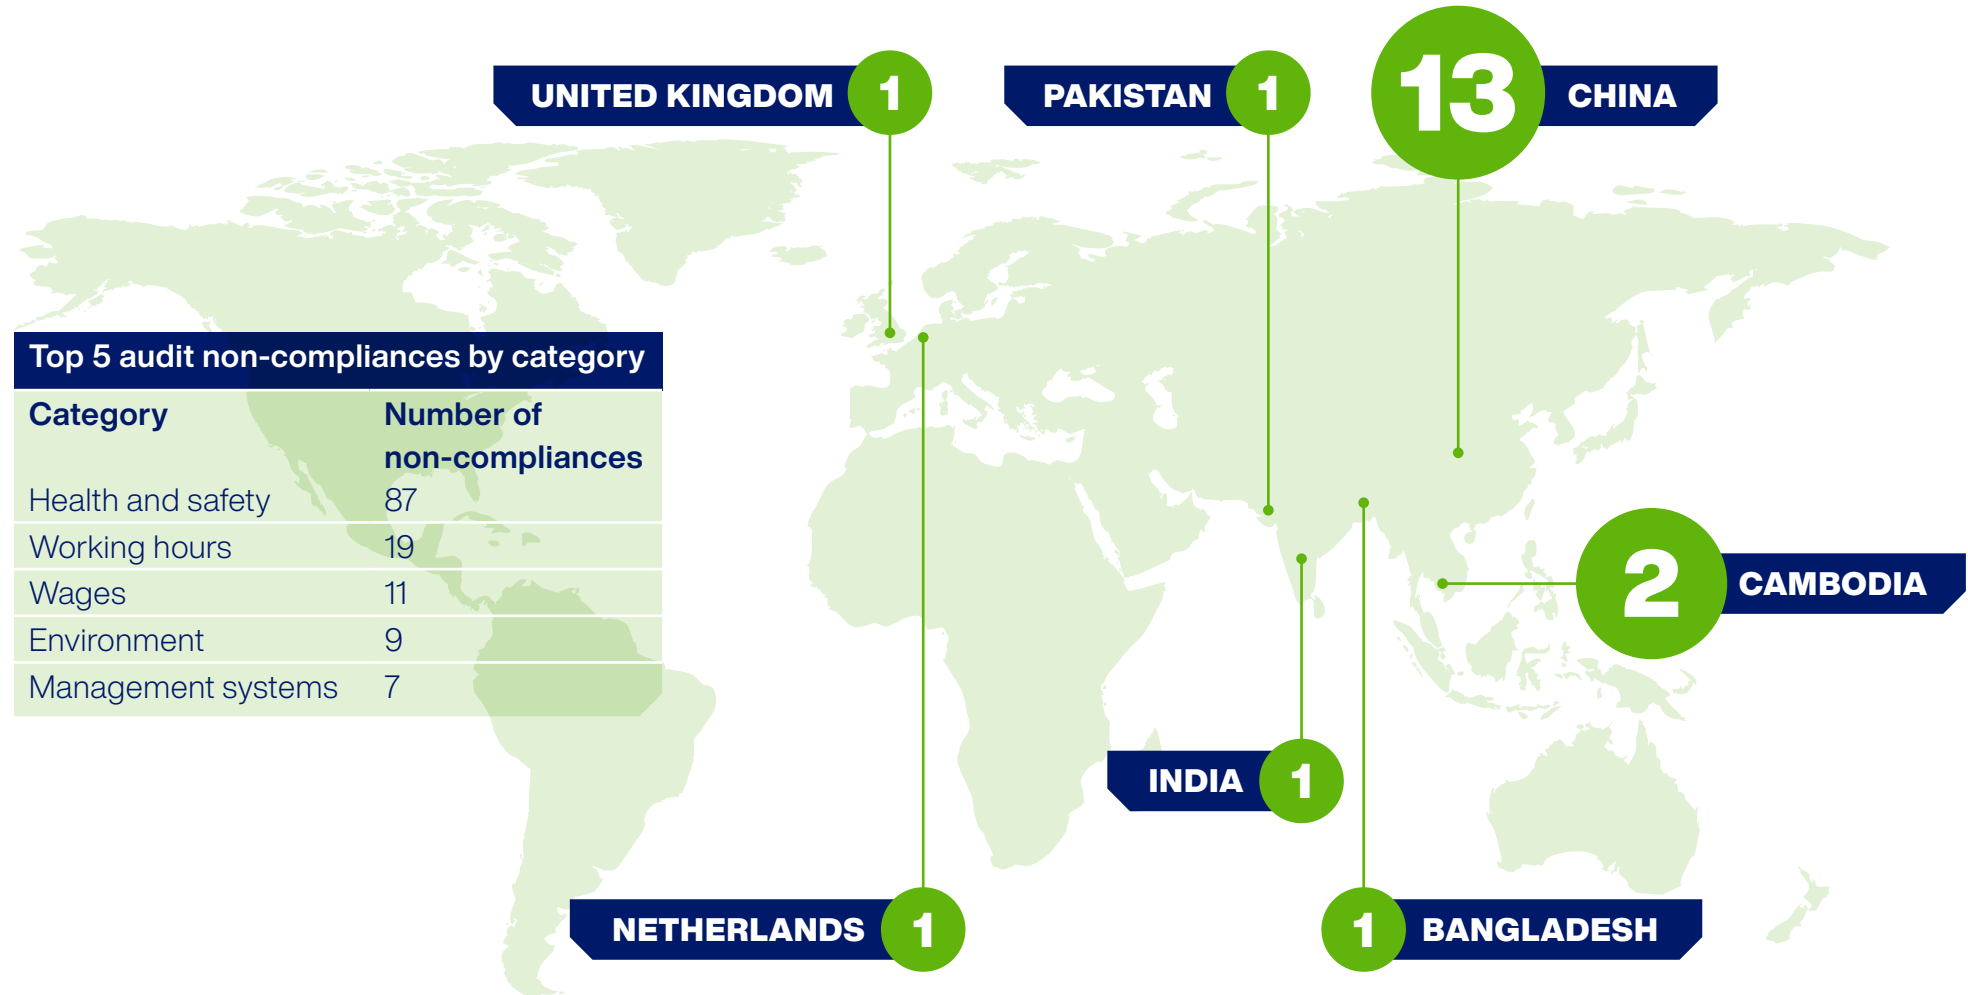 UNITED KINGDOM 1
PAKISTAN 1
13 CHINA
Top 5 audit non-compliances by category
Category Number of
non-compliances
Health and safety 87
Working hours 19
Wages 11
Environment 9
Management systems 7
2 CAMBODIA
INDIA 1
NETHERLANDS 1
1 BANGLADESH